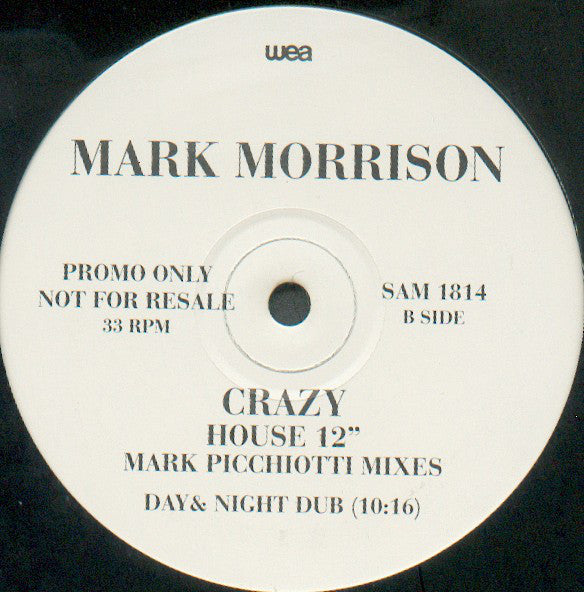 wea
MARK MORRISON
PROMO ONLY
NOT FOR RESALE
33 RPM
SAM 1814
B SIDE
CRAZY
HOUSE 12”
MARK PICCHIOTTI MIXES
DAY& NIGHT DUB (10:16)